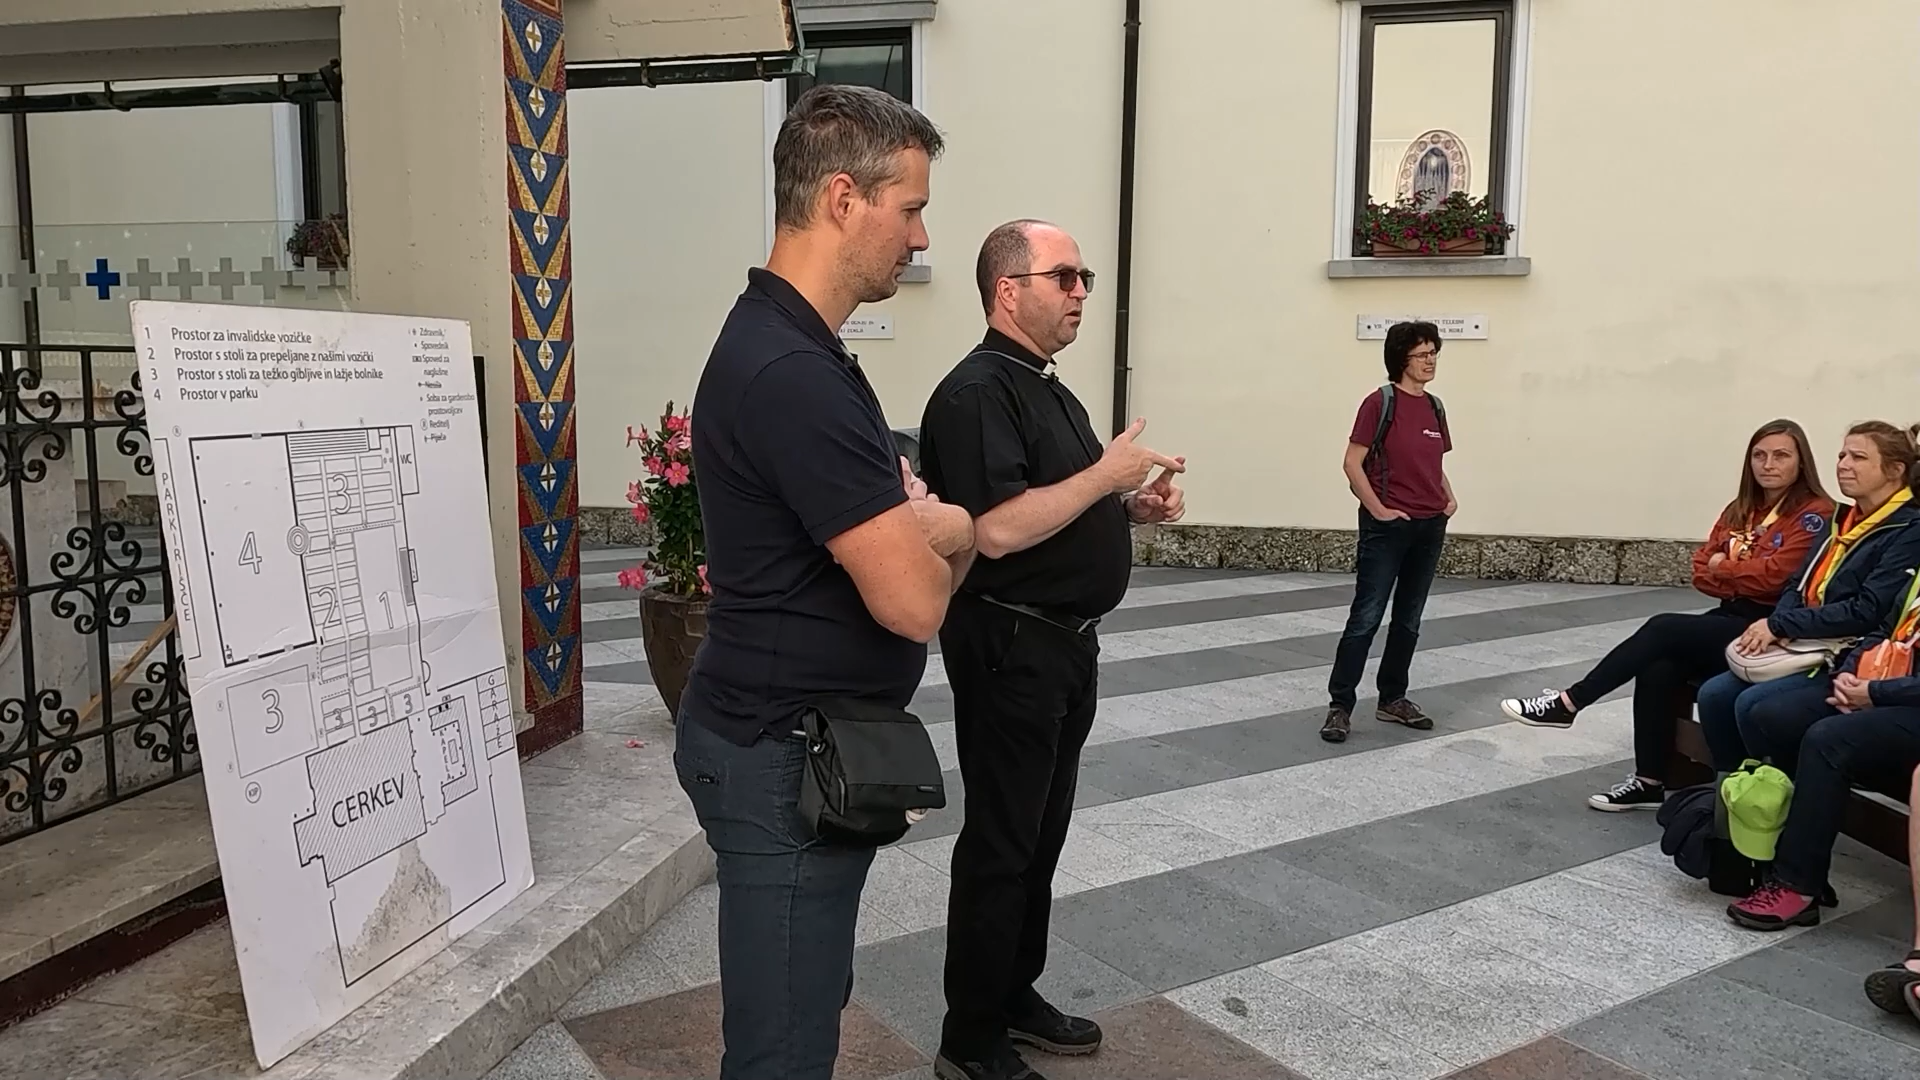 1 Prostor za invalidske vozičke
2 Prostor s stoli za prepeljane z našimi vozički
3 Prostor s stoli za težko gibljive in lažje bolnike
4 Prostor v parku
Zdravnik,
Spovednik
Spoved za
naglušne
Nosila
Soba za garderobo
prostovoljcev
Reditelj
Pijača
PARKIRIŠČE
WC
3
4
2
1
3
3
3
3
GARAŽE
KAPELA
KIP
CERKEV